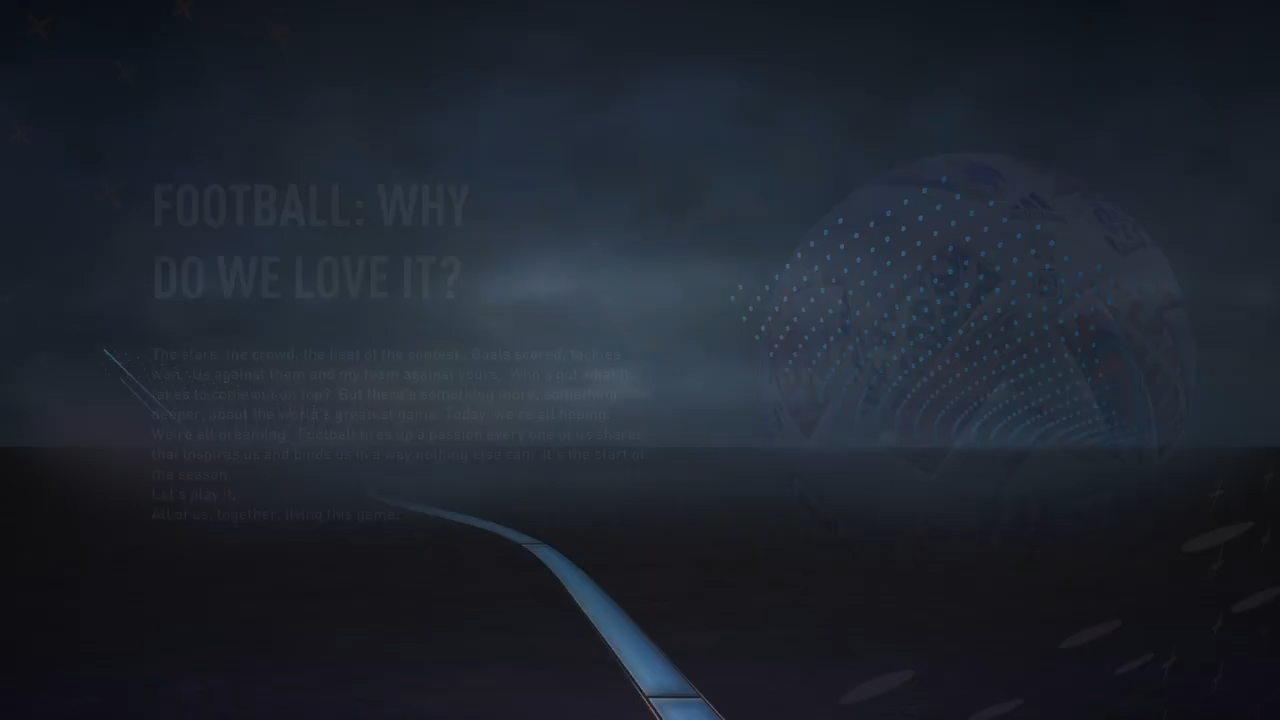 FOOTBALL: WHY
DO WE LOVE IT?
The stars, the crowd, the heat of the contest. Goals scored, tackles
won. Us against them and my team against yours. Who's got what it
takes to come out on top? But there's something more, something
deeper, about the world's greatest game. Today, we're all hoping.
We're all dreaming. Football fires up a passion every one of us shares
that inspires us and binds us in a way nothing else can. It's the start of
the season.
Let's play it.
All of us, together, living this game.